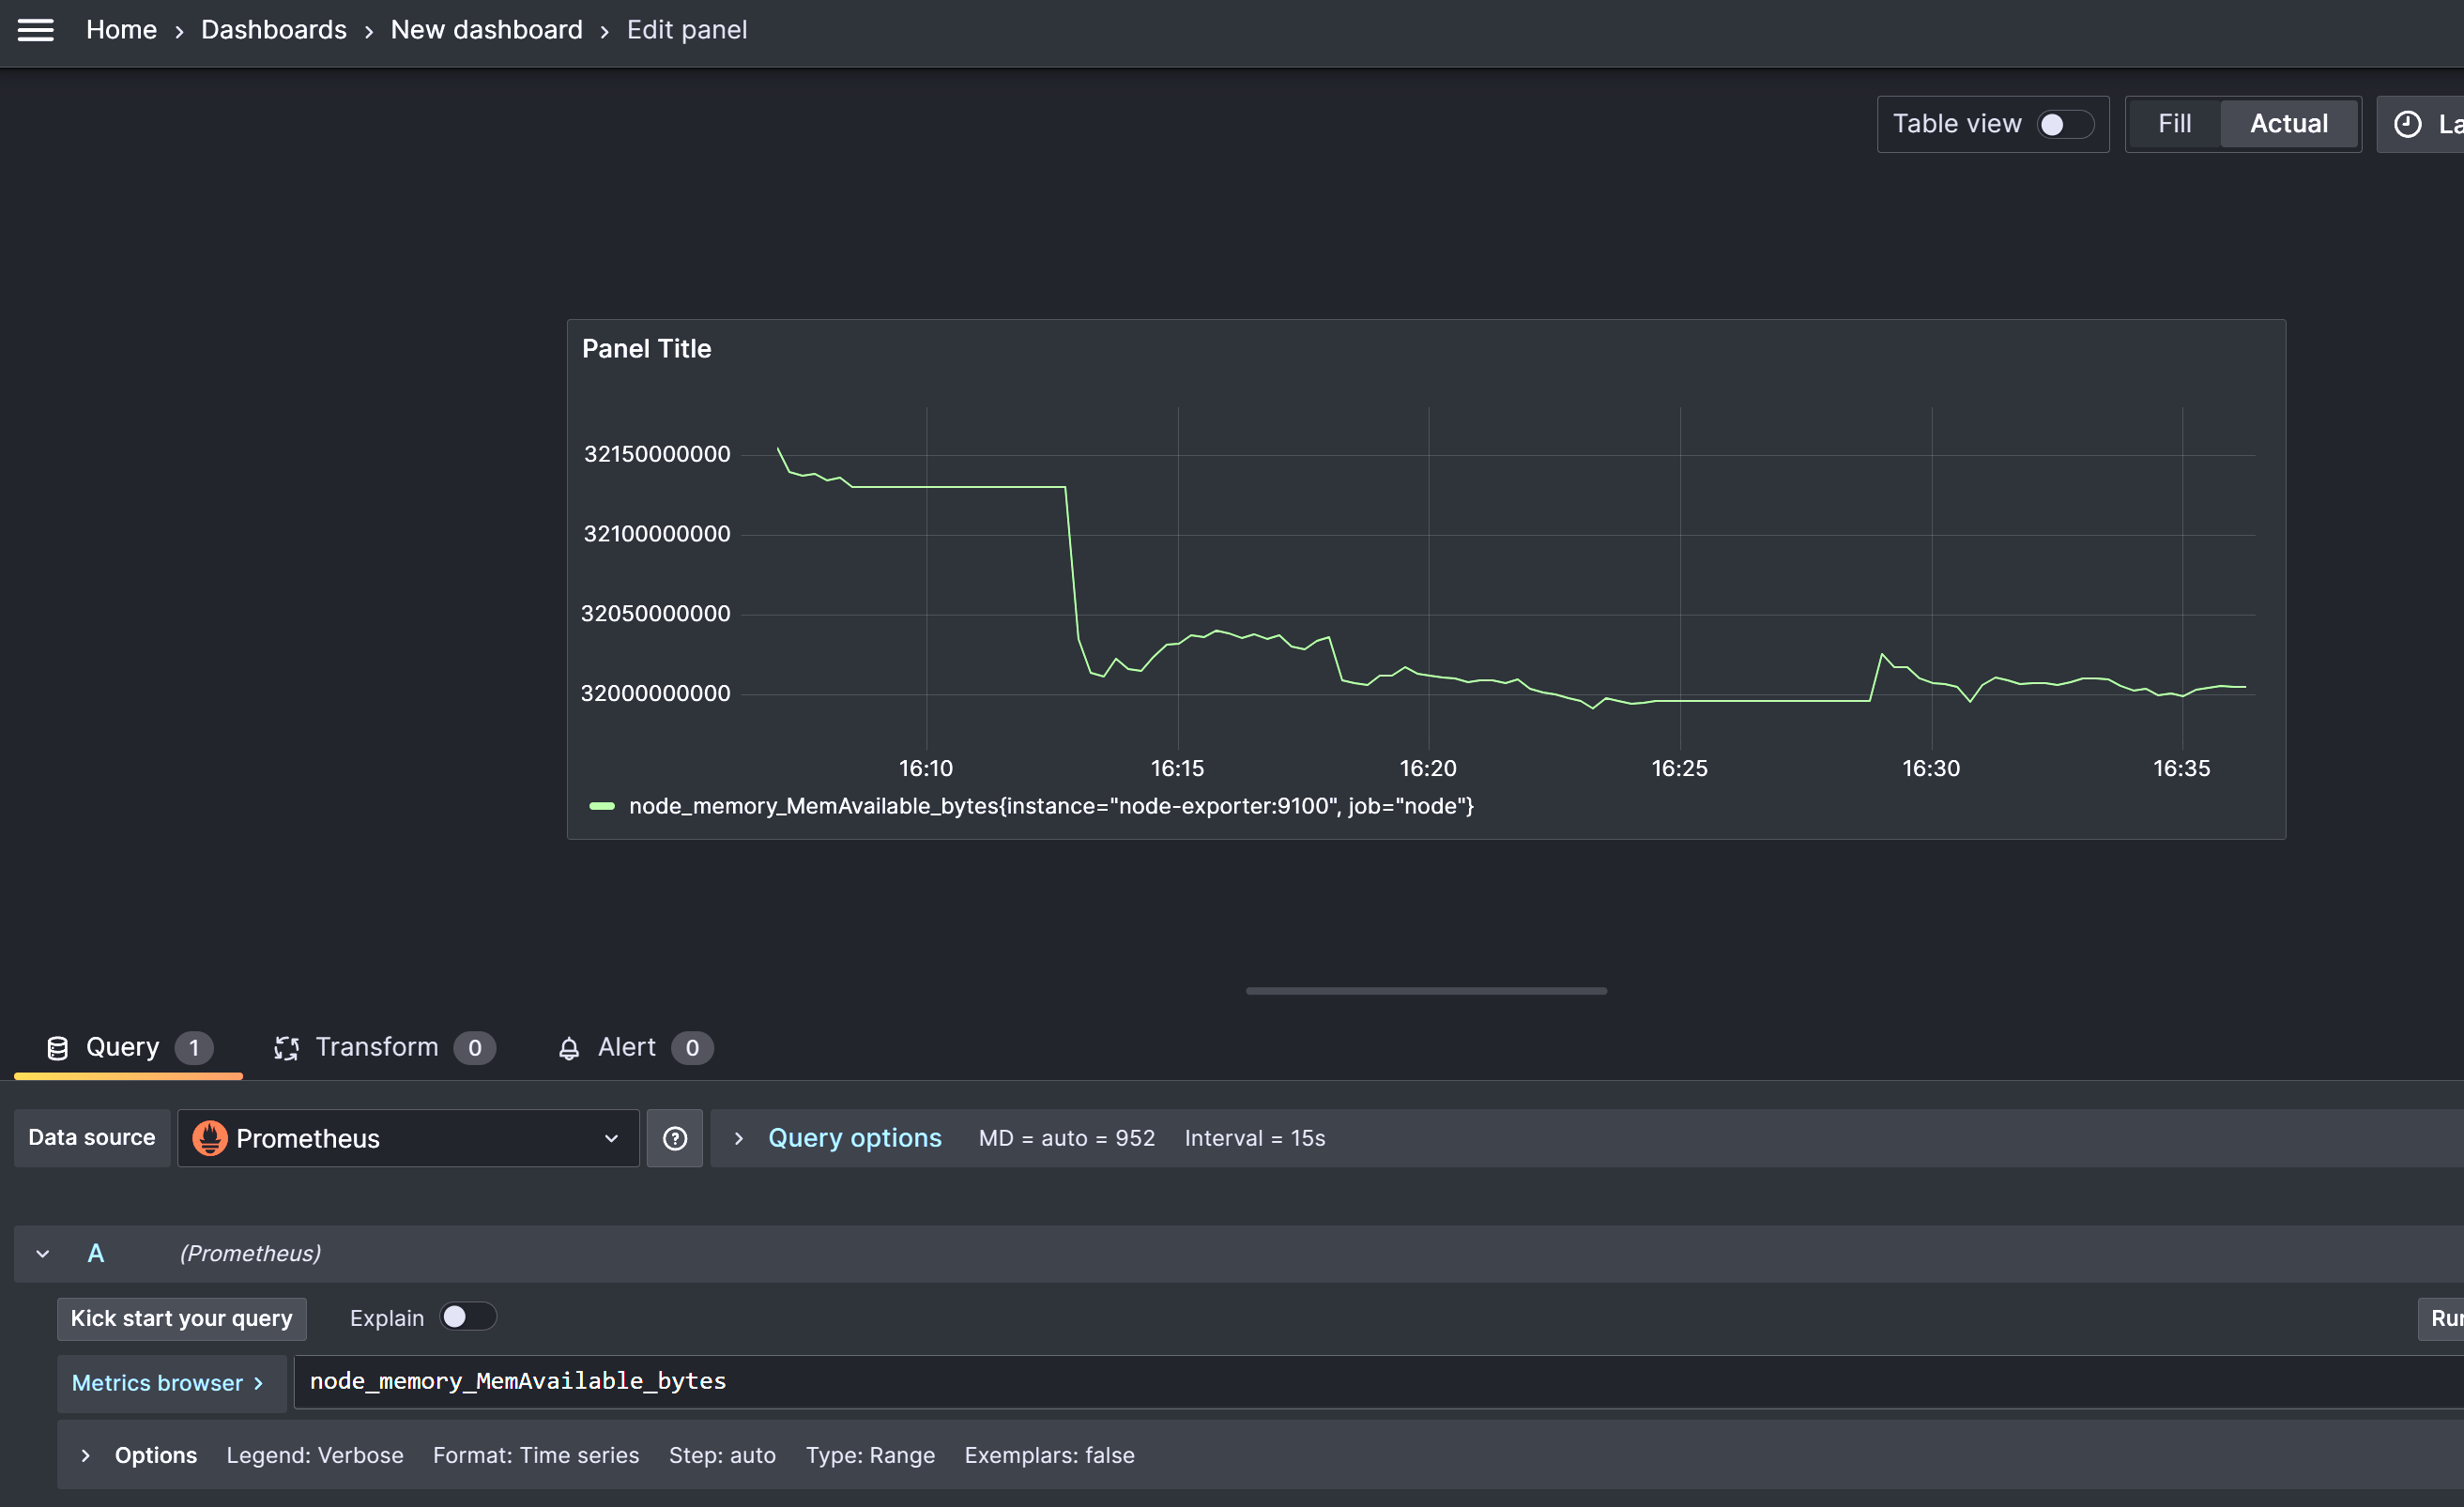 Home › Dashboards › New dashboard › Edit panel
Table view Fill Actual La
Panel Title
32150000000
32100000000
32050000000
32000000000
16:10 16:15 16:20 16:25 16:30 16:35
node_memory_MemAvailable_bytes{instance="node-exporter:9100", job="node"}
Query 1 Transform 0 Alert 0
Data source Prometheus Query options MD = auto = 952 Interval = 15s
A (Prometheus)
Kick start your query Explain Run
Metrics browser › node_memory_MemAvailable_bytes
Options Legend: Verbose Format: Time series Step: auto Type: Range Exemplars: false